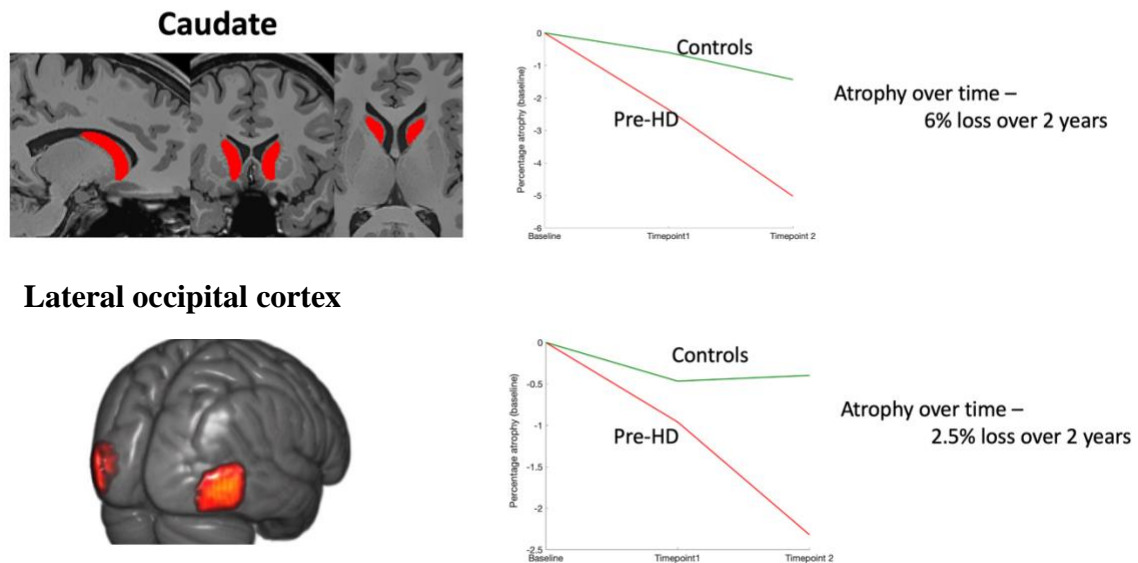 Caudate
Percentage atrophy (baseline)
0
-1
-2
-3
-4
-5
-6
Controls
Pre-HD
Baseline
Timepoint1
Timepoint 2
Atrophy over time –
6% loss over 2 years
Lateral occipital cortex
Percentage atrophy (baseline)
0
-0.5
-1
-1.5
-2
-2.5
Controls
Pre-HD
Baseline
Timepoint1
Timepoint 2
Atrophy over time –
2.5% loss over 2 years